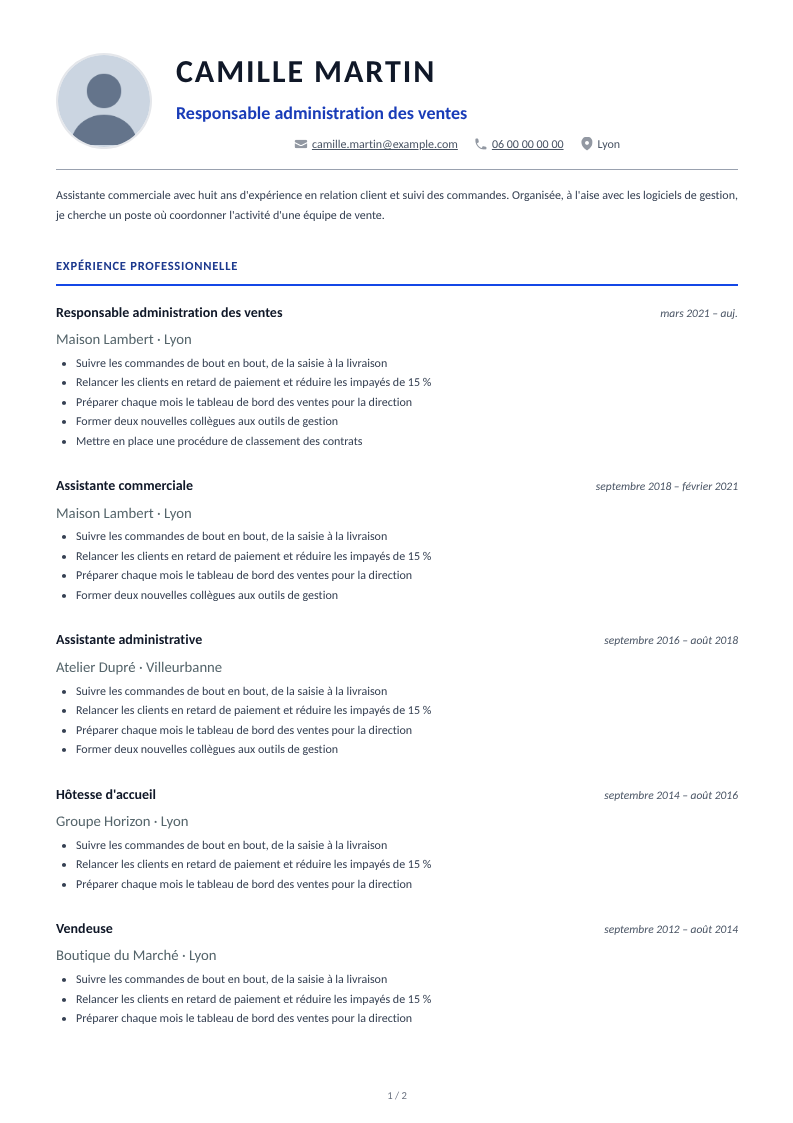 CAMILLE MARTIN
Responsable administration des ventes
camille.martin@example.com 06 00 00 00 00 Lyon
Assistante commerciale avec huit ans d'expérience en relation client et suivi des commandes. Organisée, à l'aise avec les logiciels de gestion,
je cherche un poste où coordonner l'activité d'une équipe de vente.
EXPÉRIENCE PROFESSIONNELLE
Responsable administration des ventes mars 2021 – auj.
Maison Lambert · Lyon
• Suivre les commandes de bout en bout, de la saisie à la livraison
• Relancer les clients en retard de paiement et réduire les impayés de 15 %
• Préparer chaque mois le tableau de bord des ventes pour la direction
• Former deux nouvelles collègues aux outils de gestion
• Mettre en place une procédure de classement des contrats
Assistante commerciale septembre 2018 – février 2021
Maison Lambert · Lyon
• Suivre les commandes de bout en bout, de la saisie à la livraison
• Relancer les clients en retard de paiement et réduire les impayés de 15 %
• Préparer chaque mois le tableau de bord des ventes pour la direction
• Former deux nouvelles collègues aux outils de gestion
Assistante administrative septembre 2016 – août 2018
Atelier Dupré · Villeurbanne
• Suivre les commandes de bout en bout, de la saisie à la livraison
• Relancer les clients en retard de paiement et réduire les impayés de 15 %
• Préparer chaque mois le tableau de bord des ventes pour la direction
• Former deux nouvelles collègues aux outils de gestion
Hôtesse d'accueil septembre 2014 – août 2016
Groupe Horizon · Lyon
• Suivre les commandes de bout en bout, de la saisie à la livraison
• Relancer les clients en retard de paiement et réduire les impayés de 15 %
• Préparer chaque mois le tableau de bord des ventes pour la direction
Vendeuse septembre 2012 – août 2014
Boutique du Marché · Lyon
• Suivre les commandes de bout en bout, de la saisie à la livraison
• Relancer les clients en retard de paiement et réduire les impayés de 15 %
• Préparer chaque mois le tableau de bord des ventes pour la direction
1 / 2